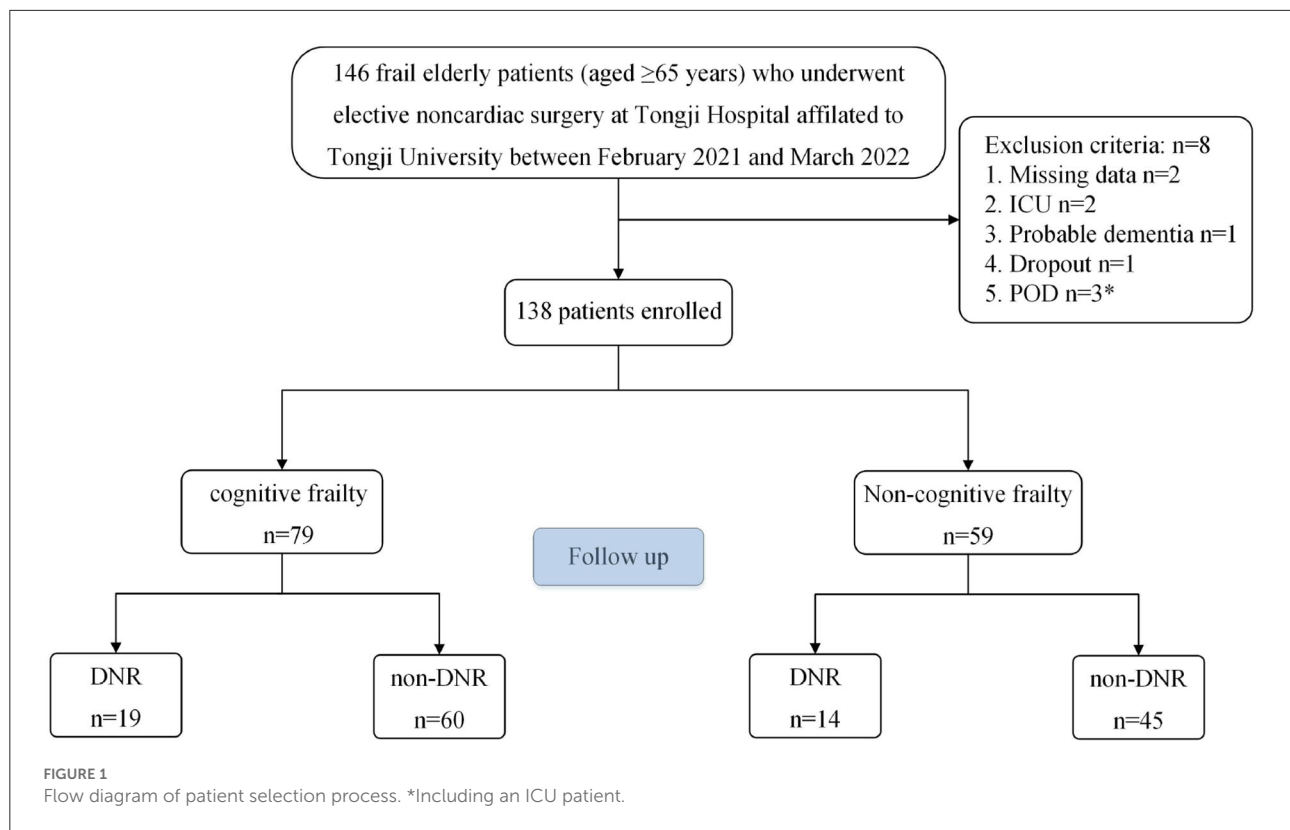 146 frail elderly patients (aged ≥65 years) who underwent
elective noncardiac surgery at Tongji Hospital affilated to
Tongji University between February 2021 and March 2022
Exclusion criteria: n=8
1. Missing data n=2
2. ICU n=2
3. Probable dementia n=1
4. Dropout n=1
5. POD n=3*
138 patients enrolled
cognitive frailty
n=79
Non-cognitive frailty
n=59
Follow up
DNR
n=19
non-DNR
n=60
DNR
n=14
non-DNR
n=45
FIGURE 1
Flow diagram of patient selection process. *Including an ICU patient.